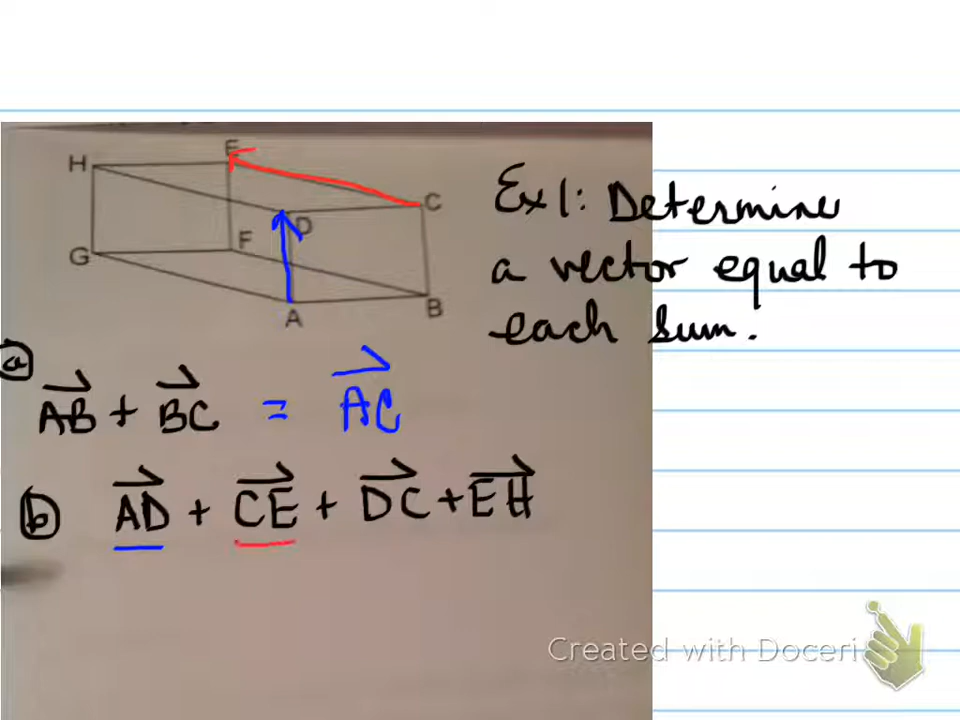 E
H
C
D
F
G
B
A
Ex 1: Determine
a vector equal to
each sum.
a
AB + BC = AC
b AD + CE + DC + EH
Created with Doceri